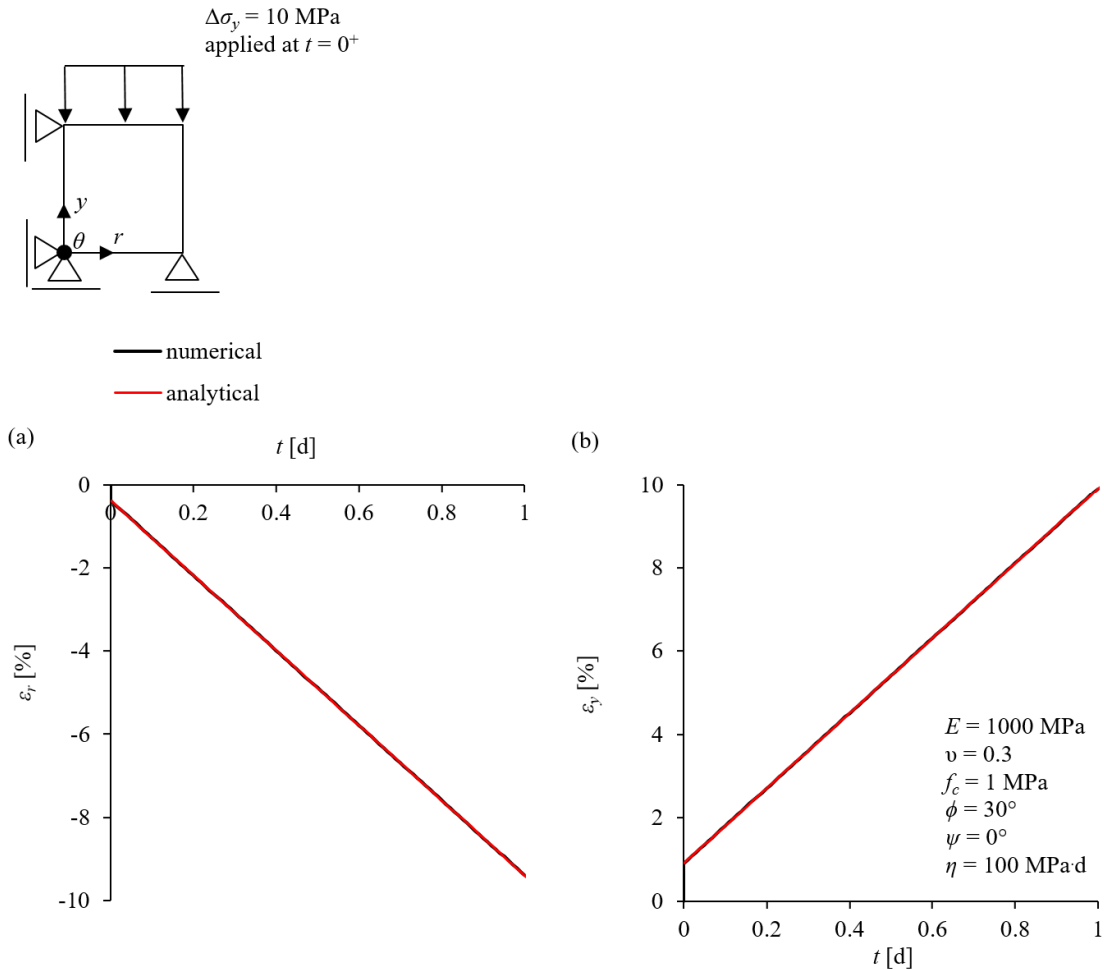 Δσy = 10 MPa
applied at t = 0⁺
y
θ
r
numerical
analytical
(a)
t [d]
0
0
0.2
0.4
0.6
0.8
1
-2
-4
-6
-8
-10
εr [%]
(b)
10
8
6
4
2
0
εy [%]
E = 1000 MPa
υ = 0.3
fc = 1 MPa
ϕ = 30°
ψ = 0°
η = 100 MPa·d
0
0.2
0.4
0.6
0.8
1
t [d]